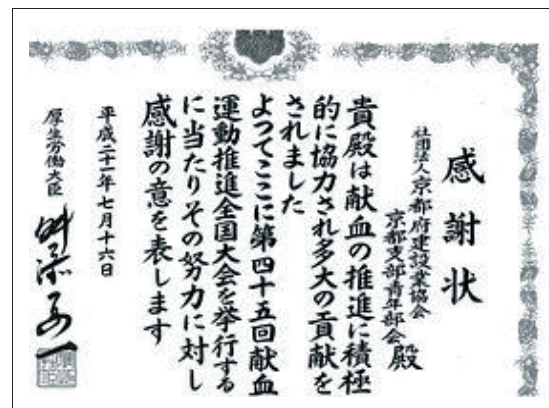 感謝状
社団法人京都府建設業協会
京都支部青年部会殿
貴殿は献血の推進に積極
的に協力され多大の貢献を
されました
よってここに第四十五回献血
運動推進全国大会を挙行する
に当たりその努力に対し
感謝の意を表します
平成二十一年七月十六日
厚生労働大臣 舛添要一